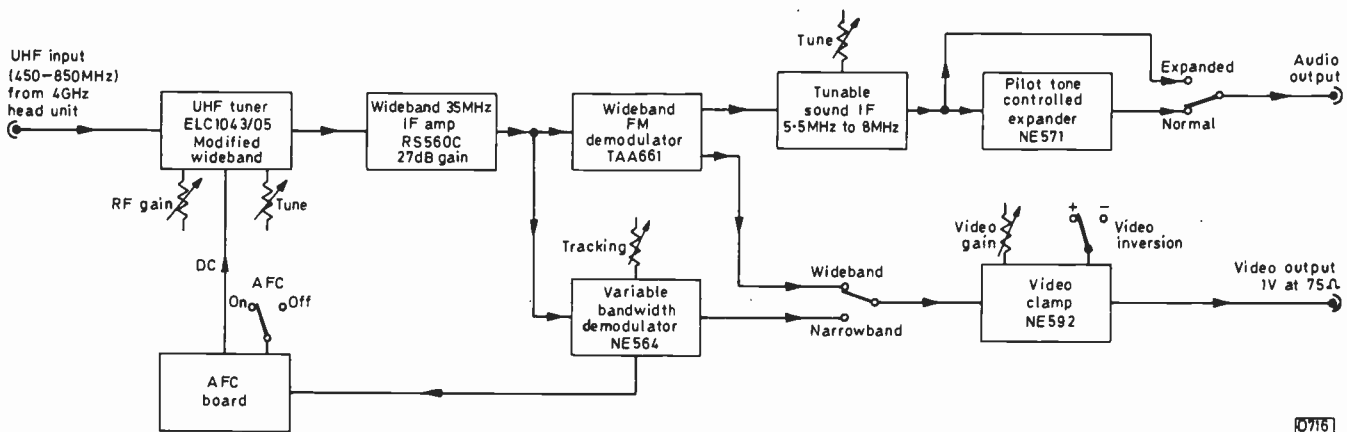 UHF input
(450–850MHz)
from 4GHz
head unit
UHF tuner
ELC1043/05
Modified
wideband
RF gain
Tune
DC
AFC
On
Off
AFC
board
Wideband 35MHz
IF amp
RS560C
27dB gain
Wideband
FM
demodulator
TAA661
Tracking
Variable
bandwidth
demodulator
NE564
Tune
Tunable
sound IF
5·5MHz to 8MHz
Pilot tone
controlled
expander
NE571
Expanded
Normal
Audio
output
Wideband
Narrowband
Video
gain
+
−
Video
inversion
Video
clamp
NE592
Video output
1V at 75Ω
D716